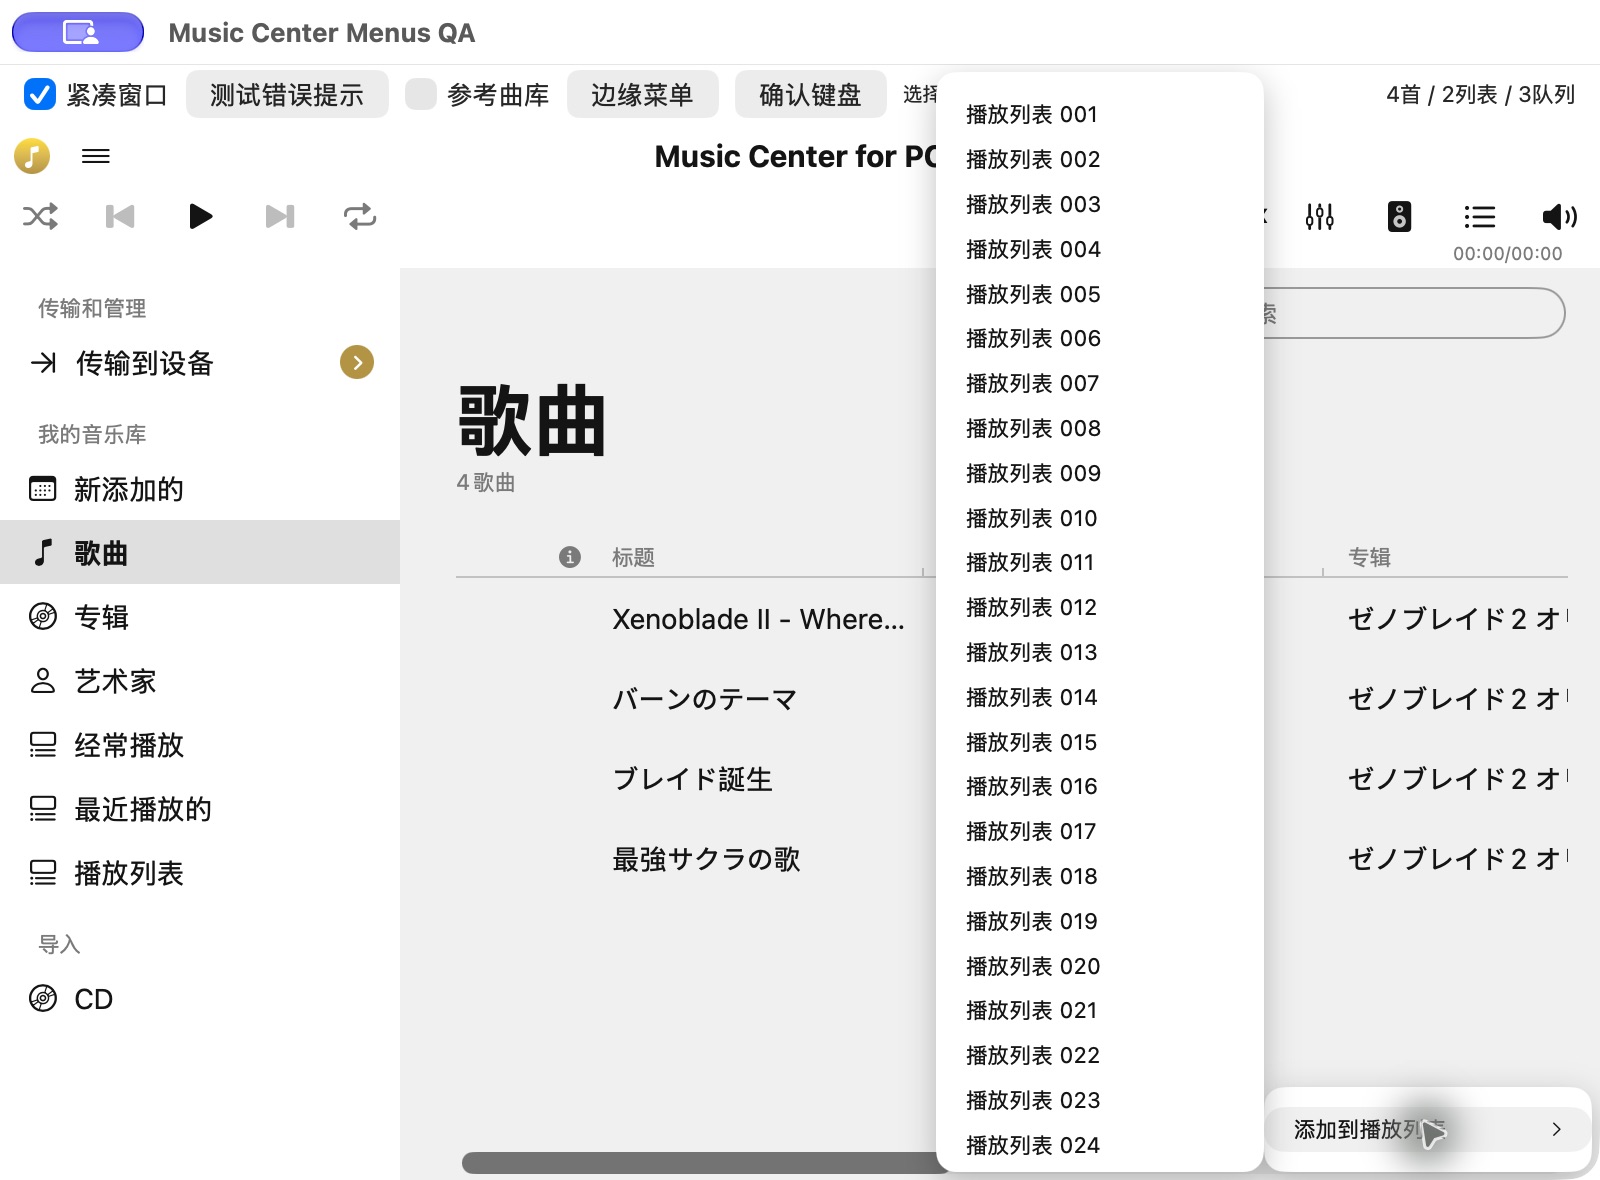 Music Center Menus QA
紧凑窗口 测试错误提示 参考曲库 边缘菜单 确认键盘 选择 4首 / 2列表 / 3队列
Music Center for PC
00:00/00:00
传输和管理
传输到设备
我的音乐库
新添加的
歌曲
专辑
艺术家
经常播放
最近播放的
播放列表
导入
CD
索
歌曲
4歌曲
标题 专辑
Xenoblade II - Where... ゼノブレイド2 オ
バーンのテーマ ゼノブレイド2 オ
ブレイド誕生 ゼノブレイド2 オ
最強サクラの歌 ゼノブレイド2 オ
播放列表 001
播放列表 002
播放列表 003
播放列表 004
播放列表 005
播放列表 006
播放列表 007
播放列表 008
播放列表 009
播放列表 010
播放列表 011
播放列表 012
播放列表 013
播放列表 014
播放列表 015
播放列表 016
播放列表 017
播放列表 018
播放列表 019
播放列表 020
播放列表 021
播放列表 022
播放列表 023
播放列表 024
添加到播放列表